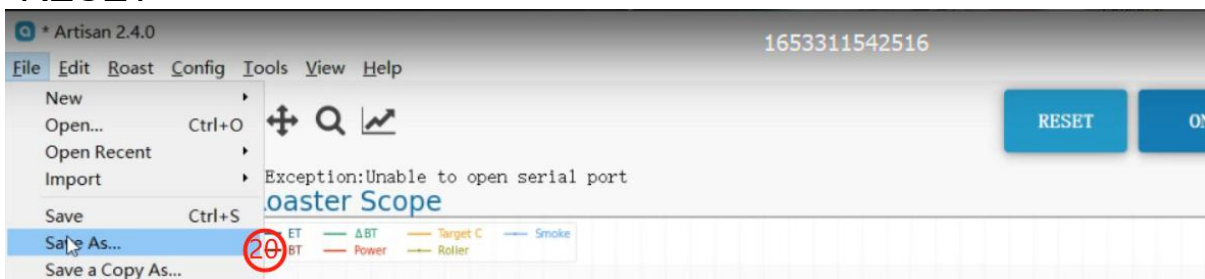 * Artisan 2.4.0
1653311542516
File Edit Roast Config Tools View Help
New
Open... Ctrl+O
Open Recent
Import
RESET
Exception:Unable to open serial port
oaster Scope
Save Ctrl+S
Save As...
20
ET ΔBT Target C Smoke
BT Power Roller
Save a Copy As...